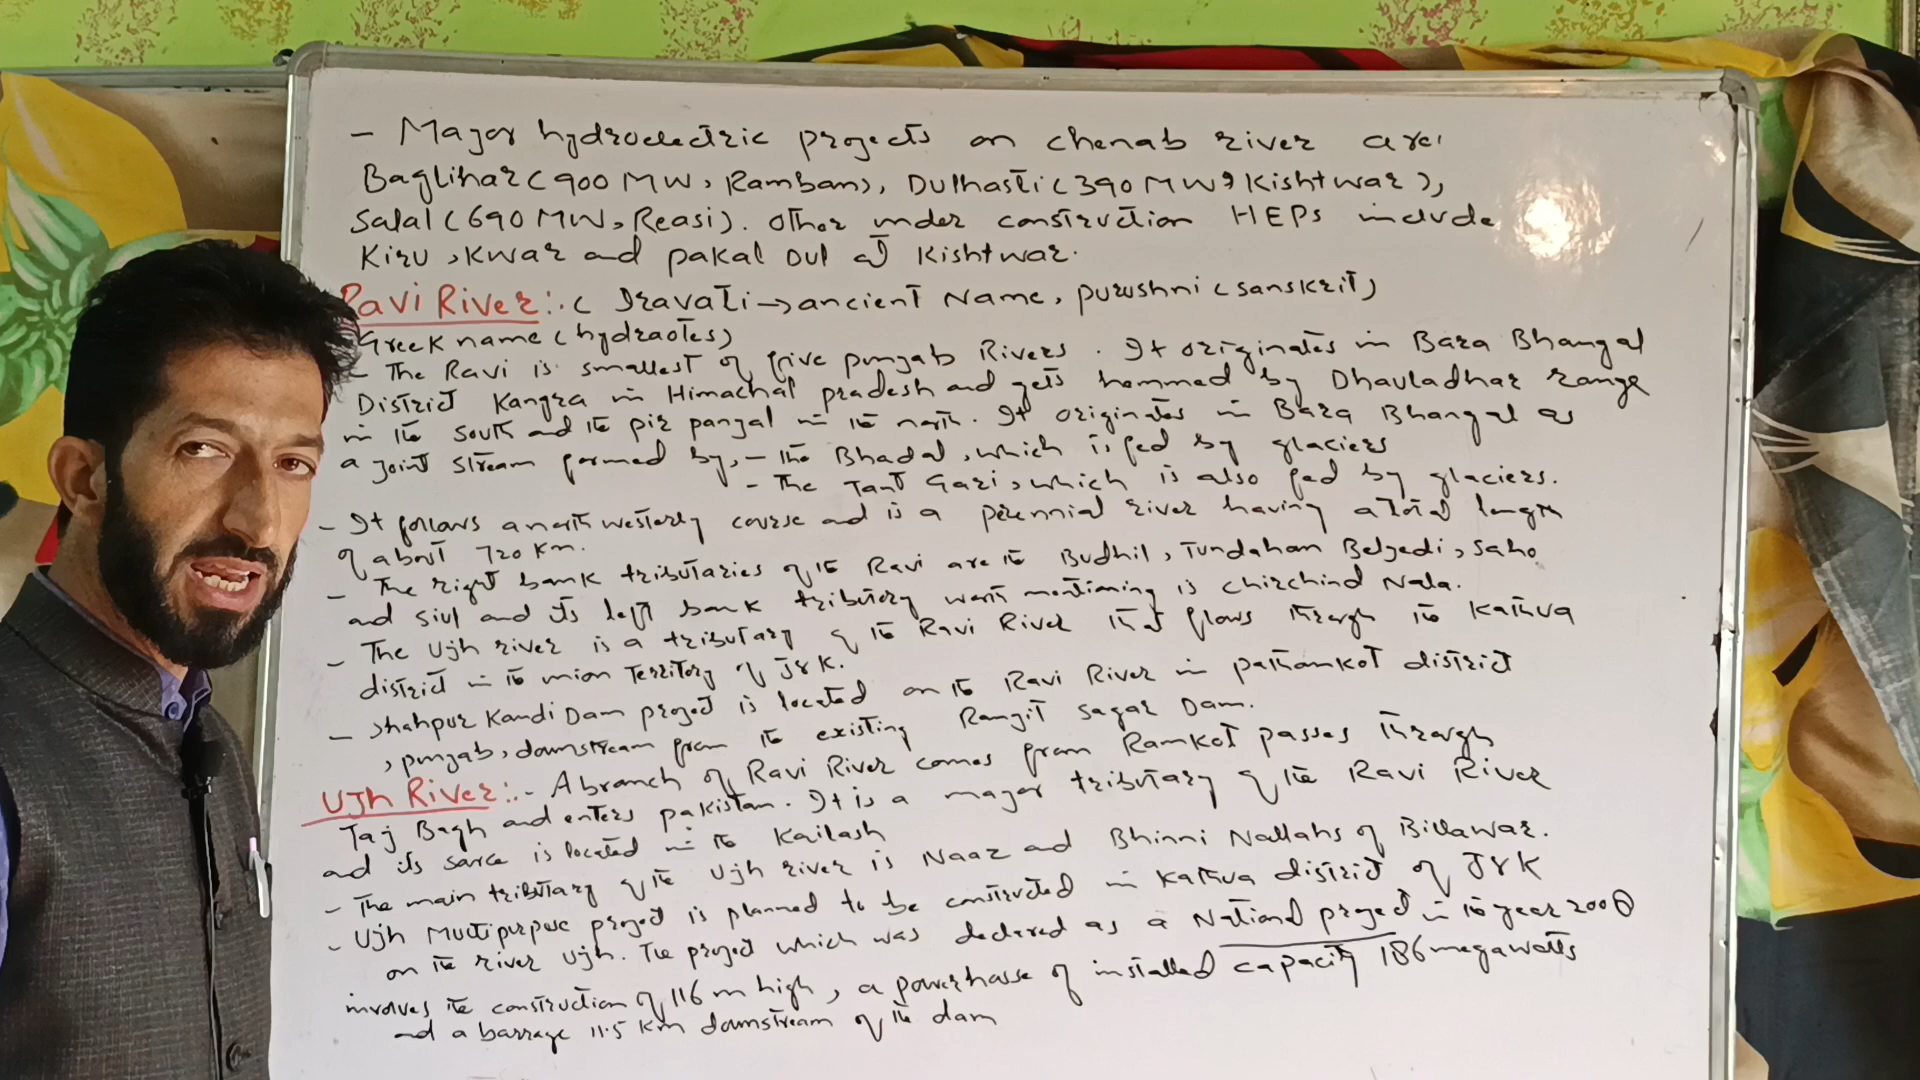 - Major hydroelectric projects on chenab river are:
Baglihar (900 MW, Ramban), Dulhasti (390 MW, Kishtwar),
Salal (690 MW, Reasi). Other under construction HEPs include
Kiru, Kwar and pakal Dul at Kishtwar.
Ravi River:- ( Iravati → ancient Name, purushni (sanskrit)
Greek name (hydraotes)
- The Ravi is smallest of five punjab Rivers. It originates in Bara Bhangal
District Kangra in Himachal pradesh and gets hemmed by Dhauladhar range
in the south and the pir panjal in the north. It originates in Bara Bhangal as
a joint stream formed by, - the Bhadal, which is fed by glaciers
- The Tant Gari, which is also fed by glaciers.
- It follows a north westerly course and is a perennial river having a total length
of about 720 Km.
- The right bank tributaries of the Ravi are the Budhil, Tundahan Beljedi, Saho
and Siul and its left bank tributory worth mentioning is chirchind Nala.
- The Ujh river is a tributary of the Ravi River that flows through the Kathua
district in the union Territory of J&K.
- Shahpur Kandi Dam project is located on the Ravi River in pathankot district
, punjab, downstream from the existing Ranjit sagar Dam.
Ujh River:- A branch of Ravi River comes from Ramkot passes through
Taj Bagh and enters pakistan. It is a major tributary of the Ravi River
and its source is located in the Kailash
- The main tributary of the Ujh river is Naaz and Bhinni Nallahs of Billawar.
- Ujh Multipurpose project is planned to be constructed in Kathua district of J&K
on the river Ujh. The project which was declared as a National project in the year 2008
involves the construction of 116 m high, a powerhouse of installed capacity 186 megawatts
and a barrage 11.5 Km downstream of the dam